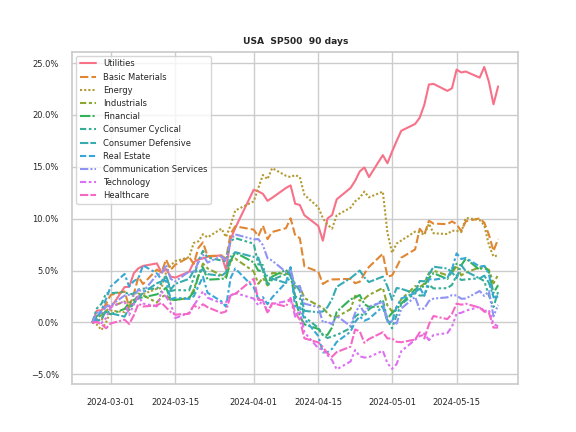 USA SP500 90 days
25.0%
20.0%
15.0%
10.0%
5.0%
0.0%
−5.0%
Utilities
Basic Materials
Energy
Industrials
Financial
Consumer Cyclical
Consumer Defensive
Real Estate
Communication Services
Technology
Healthcare
2024-03-01 2024-03-15 2024-04-01 2024-04-15 2024-05-01 2024-05-15